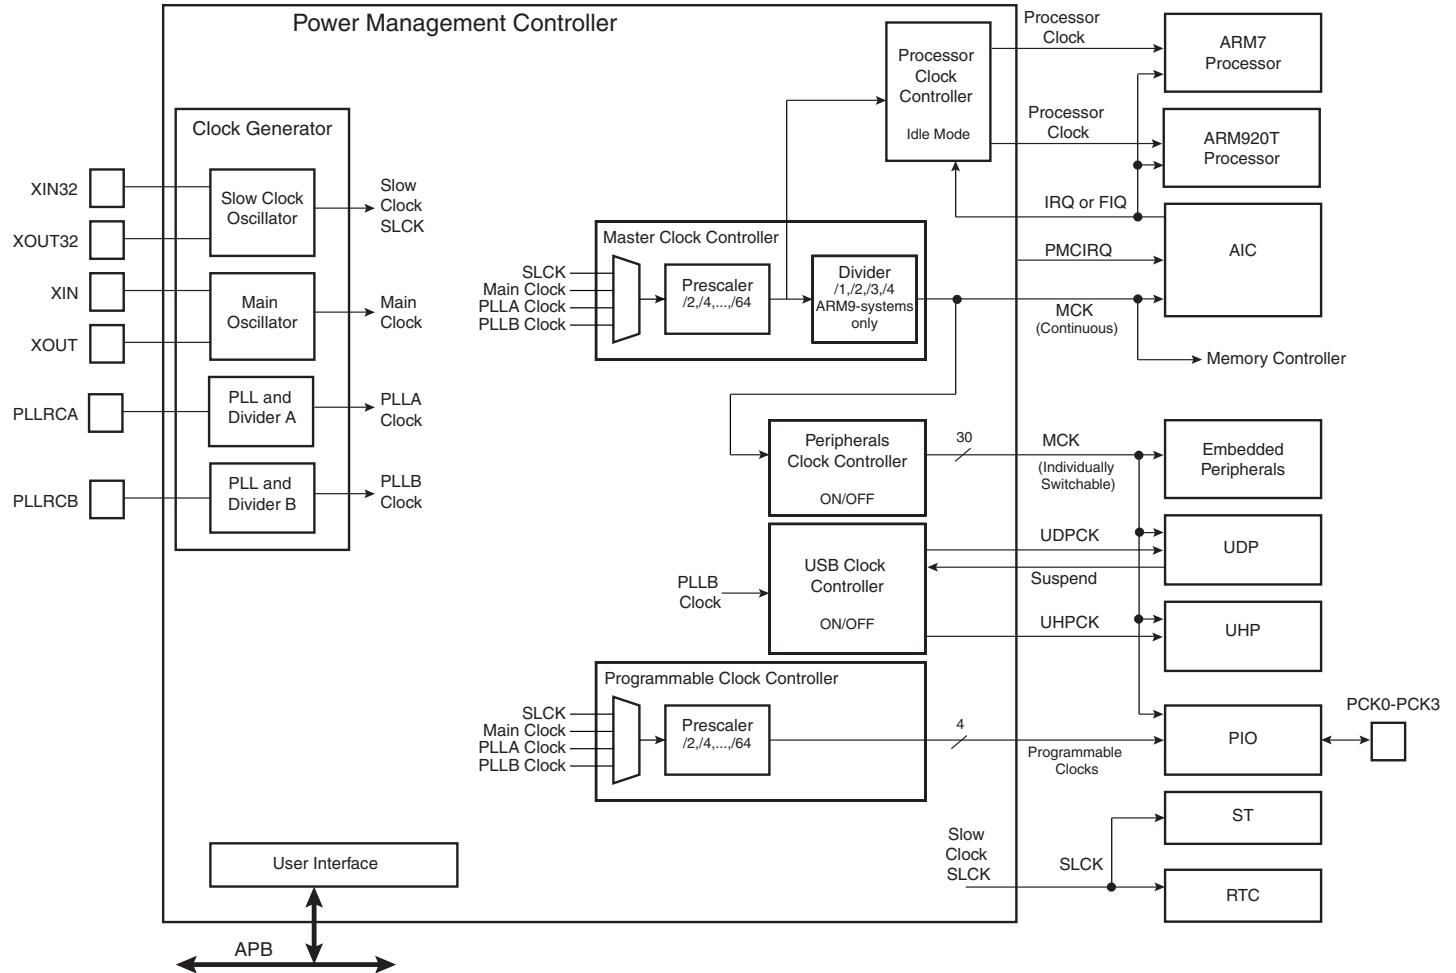 Power Management Controller
Clock Generator
XIN32
XOUT32
Slow Clock
Oscillator
Slow
Clock
SLCK
XIN
XOUT
Main
Oscillator
Main
Clock
PLLRCA
PLL and
Divider A
PLLA
Clock
PLLRCB
PLL and
Divider B
PLLB
Clock
Processor
Clock
Controller
Idle Mode
Processor
Clock
ARM7
Processor
Processor
Clock
ARM920T
Processor
IRQ or FIQ
PMCIRQ
AIC
MCK
(Continuous)
Memory Controller
Master Clock Controller
SLCK
Main Clock
PLLA Clock
PLLB Clock
Prescaler
/2,/4,...,/64
Divider
/1,/2,/3,/4
ARM9-systems
only
Peripherals
Clock Controller
ON/OFF
30
MCK
(Individually
Switchable)
Embedded
Peripherals
PLLB
Clock
USB Clock
Controller
ON/OFF
UDPCK
Suspend
UDP
UHPCK
UHP
Programmable Clock Controller
SLCK
Main Clock
PLLA Clock
PLLB Clock
Prescaler
/2,/4,...,/64
4
Programmable
Clocks
PIO
PCK0-PCK3
Slow
Clock
SLCK
SLCK
ST
RTC
User Interface
APB